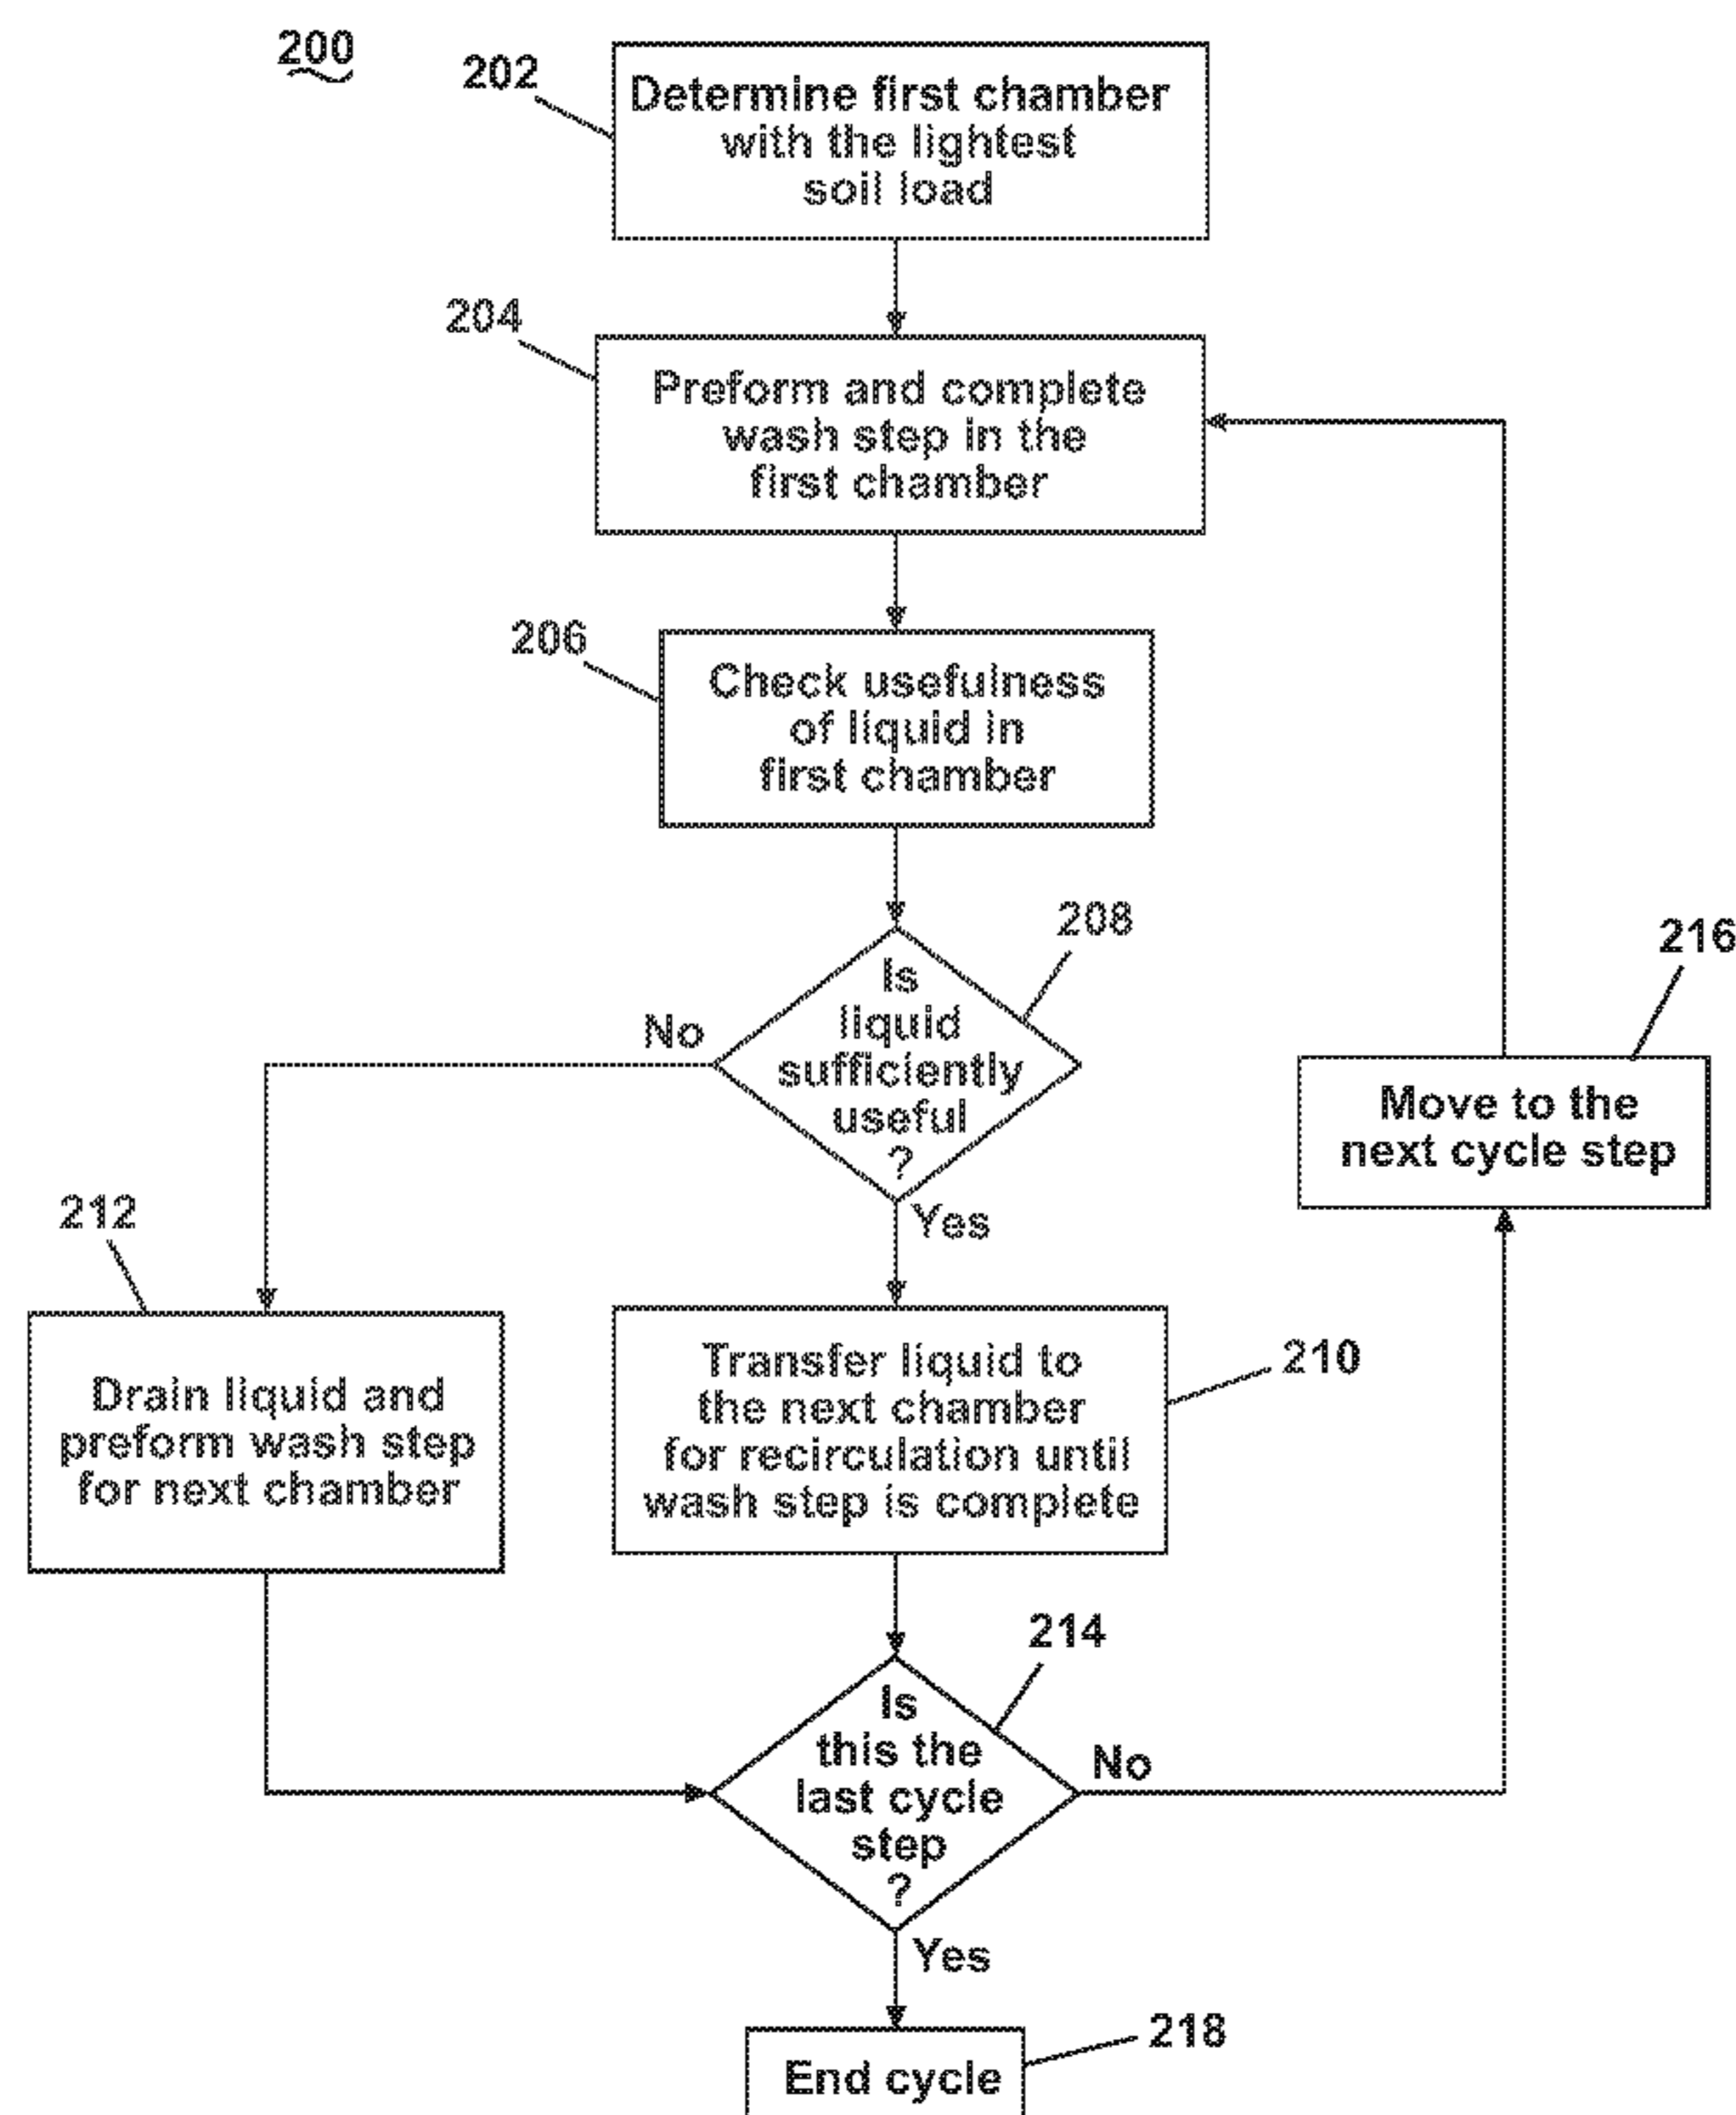 200
202
Determine first chamber
with the lightest
soil load
204
Preform and complete
wash step in the
first chamber
206
Check usefulness
of liquid in
first chamber
208
Is
liquid
sufficiently
useful
?
No
Yes
216
Move to the
next cycle step
212
Drain liquid and
preform wash step
for next chamber
210
Transfer liquid to
the next chamber
for recirculation until
wash step is complete
214
Is
this the
last cycle
step
?
No
Yes
218
End cycle